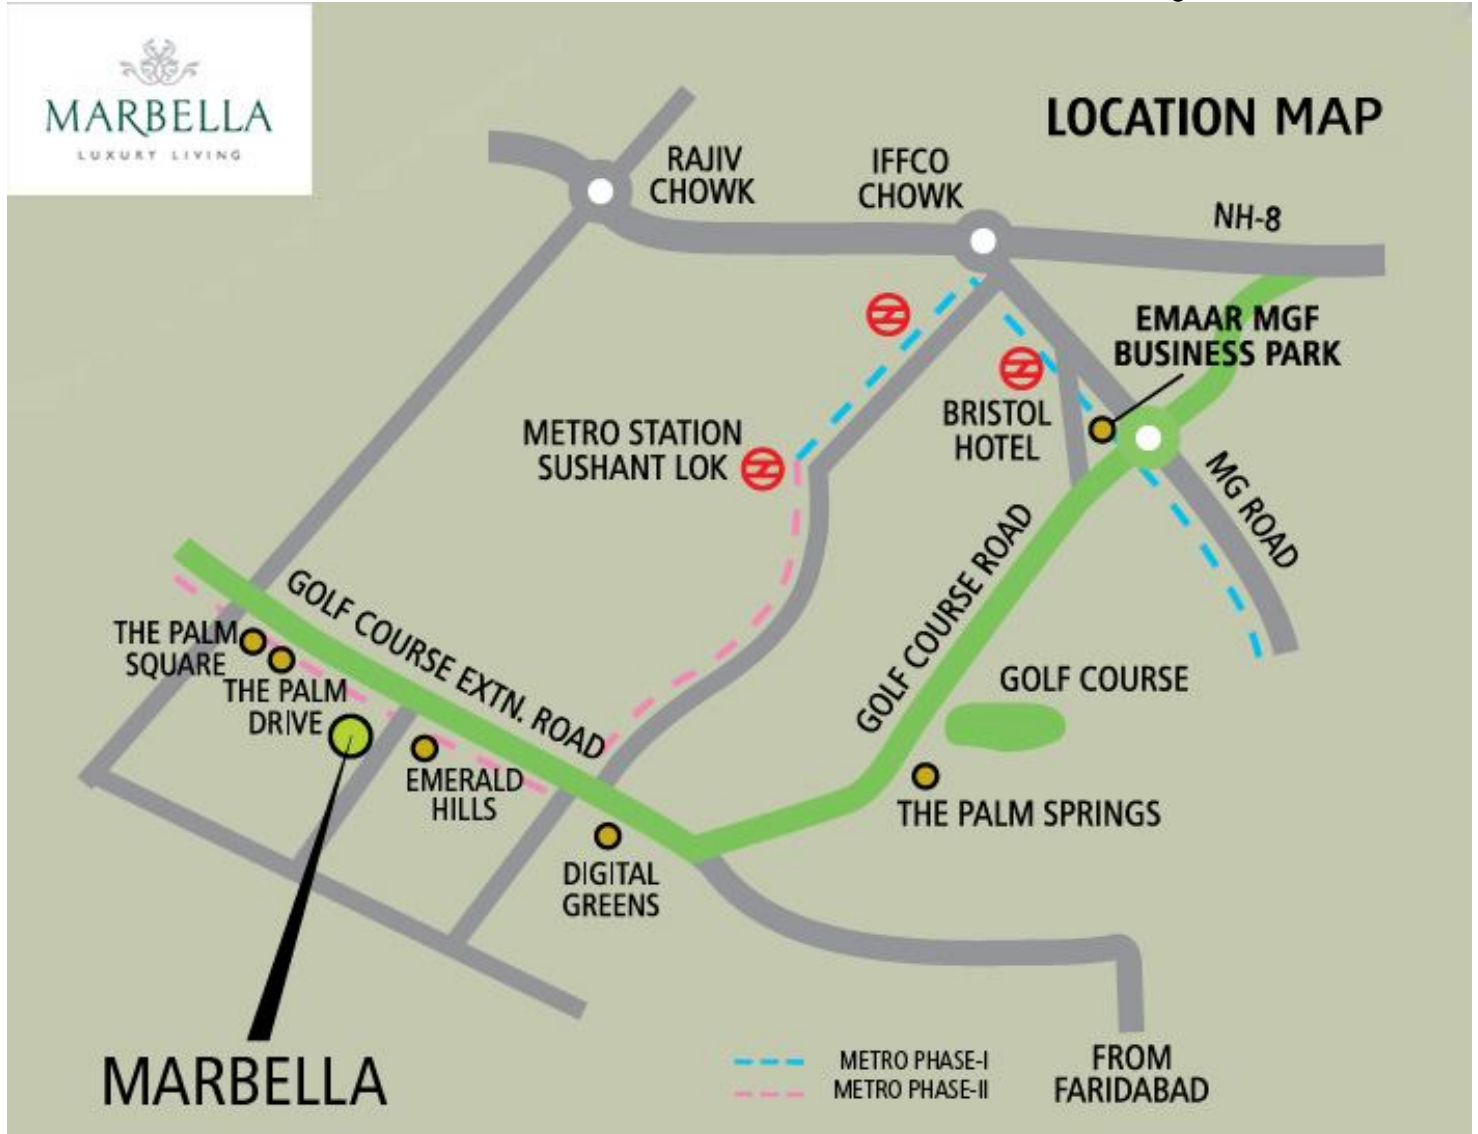 MARBELLA
LUXURY LIVING
LOCATION MAP
RAJIV
CHOWK
IFFCO
CHOWK
NH-8
EMAAR MGF
BUSINESS PARK
BRISTOL
HOTEL
METRO STATION
SUSHANT LOK
MG ROAD
GOLF COURSE ROAD
GOLF COURSE EXTN. ROAD
THE PALM
SQUARE
THE PALM
DRIVE
GOLF COURSE
EMERALD
HILLS
THE PALM SPRINGS
DIGITAL
GREENS
MARBELLA
METRO PHASE-I
METRO PHASE-II
FROM
FARIDABAD